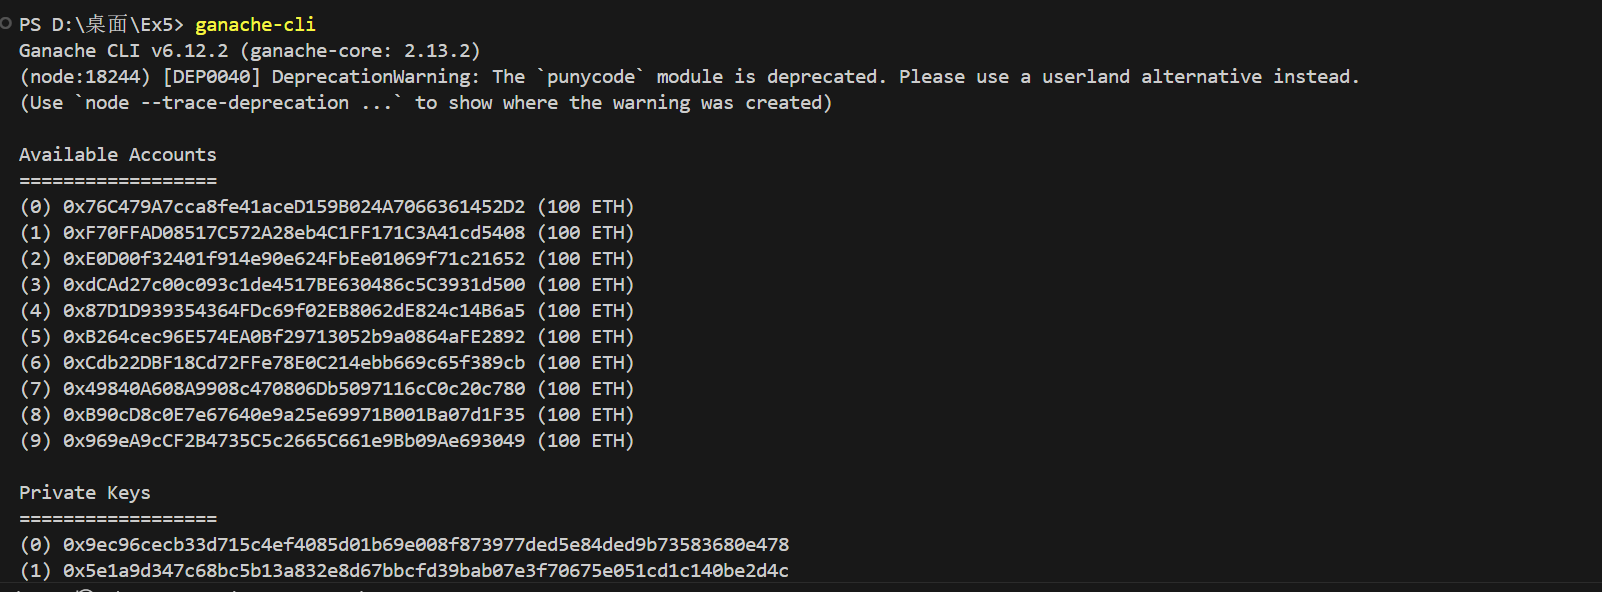 PS D:\桌面\Ex5> ganache-cli
Ganache CLI v6.12.2 (ganache-core: 2.13.2)
(node:18244) [DEP0040] DeprecationWarning: The `punycode` module is deprecated. Please use a userland alternative instead.
(Use `node --trace-deprecation ...` to show where the warning was created)
Available Accounts
==================
(0) 0x76C479A7cca8fe41aceD159B024A7066361452D2 (100 ETH)
(1) 0xF70FFAD08517C572A28eb4C1FF171C3A41cd5408 (100 ETH)
(2) 0xE0D00f32401f914e90e624FbEe01069f71c21652 (100 ETH)
(3) 0xdCAd27c00c093c1de4517BE630486c5C3931d500 (100 ETH)
(4) 0x87D1D939354364FDc69f02EB8062dE824c14B6a5 (100 ETH)
(5) 0xB264cec96E574EA0Bf29713052b9a0864aFE2892 (100 ETH)
(6) 0xCdb22DBF18Cd72FFe78E0C214ebb669c65f389cb (100 ETH)
(7) 0x49840A608A9908c470806Db5097116cC0c20c780 (100 ETH)
(8) 0xB90cD8c0E7e67640e9a25e69971B001Ba07d1F35 (100 ETH)
(9) 0x969eA9cCF2B4735C5c2665C661e9Bb09Ae693049 (100 ETH)
Private Keys
==================
(0) 0x9ec96cecb33d715c4ef4085d01b69e008f873977ded5e84ded9b73583680e478
(1) 0x5e1a9d347c68bc5b13a832e8d67bbcfd39bab07e3f70675e051cd1c140be2d4c